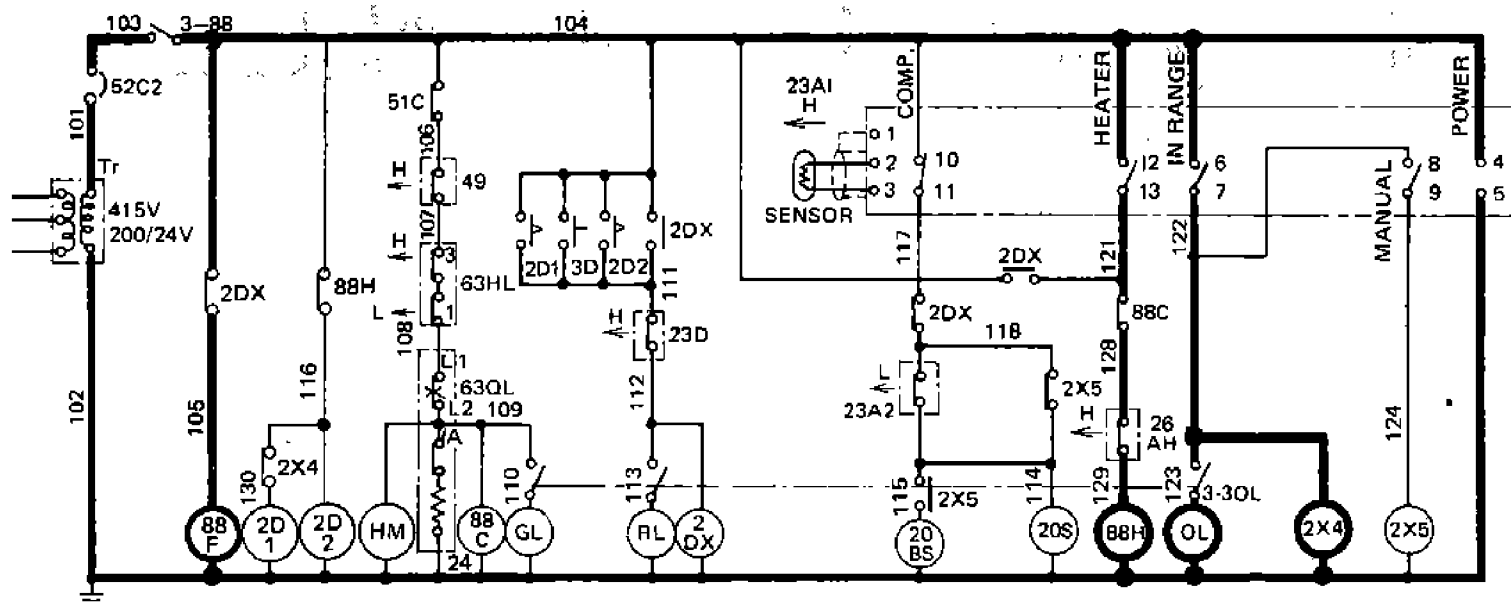 103
3-88
104
52C2
101
Tr
415V
200/24V
102
105
2DX
88H
116
2X4
130
88
F
2D
1
2D
2
HM
51C
106
H
49
107
H
3
63HL
L
1
108
L1
63QL
L2
109
A
24
88
C
110
GL
2D1
3D
2D2
2DX
111
H
23D
112
113
RL
2
DX
23A1
H
1
2
3
SENSOR
COMP.
10
11
117
2DX
2DX
118
L
23A2
2X5
115
2X5
114
20
BS
20S
HEATER
12
13
121
88C
128
H
26
AH
129
88H
IN RANGE
6
7
122
123
3-30L
OL
2X4
MANUAL
8
9
124
2X5
POWER
4
5